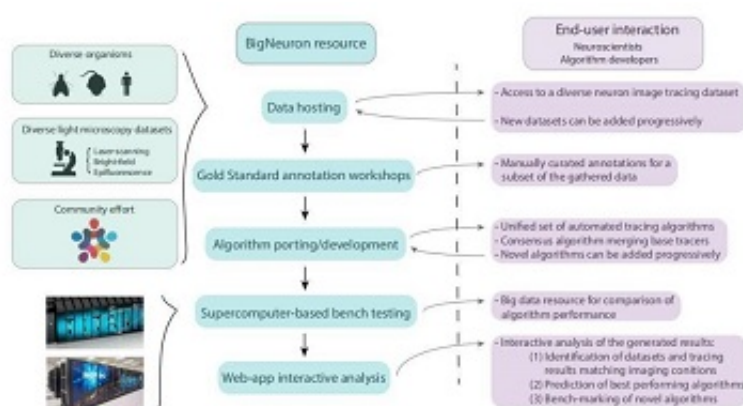 Diverse organisms
Diverse light microscopy datasets
Laser scanning
Brightfield
Epifluorescence
Community effort
BigNeuron resource
Data hosting
Gold Standard annotation workshops
Algorithm porting/development
Supercomputer-based bench testing
Web-app interactive analysis
End-user interaction
Neuroscientists
Algorithm developers
- Access to a diverse neuron image tracing dataset
- New datasets can be added progressively
- Manually curated annotations for a
subset of the gathered data
- Unified set of automated tracing algorithms
- Consensus algorithm merging base tracers
- Novel algorithms can be added progressively
- Big data resource for comparison of
algorithm performance
- Interactive analysis of the generated results:
(1) Identification of datasets and tracing
results matching imaging conitions
(2) Prediction of best performing algorithms
(3) Bench-marking of novel algorithms